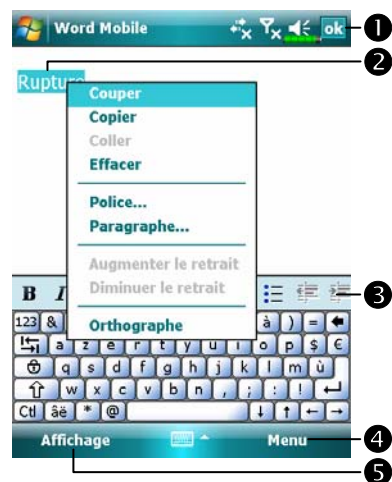 Word Mobile ok
1
2
Rupture
Couper
Copier
Coller
Effacer
Police...
Paragraphe...
Augmenter le retrait
Diminuer le retrait
Orthographe
B I
3
123 & à ) =
a z e r t y u i o p $ €
q s d f g h j k l m ù
w x c v b n , ; : !
Ctl âë * @
Affichage Menu
4
5